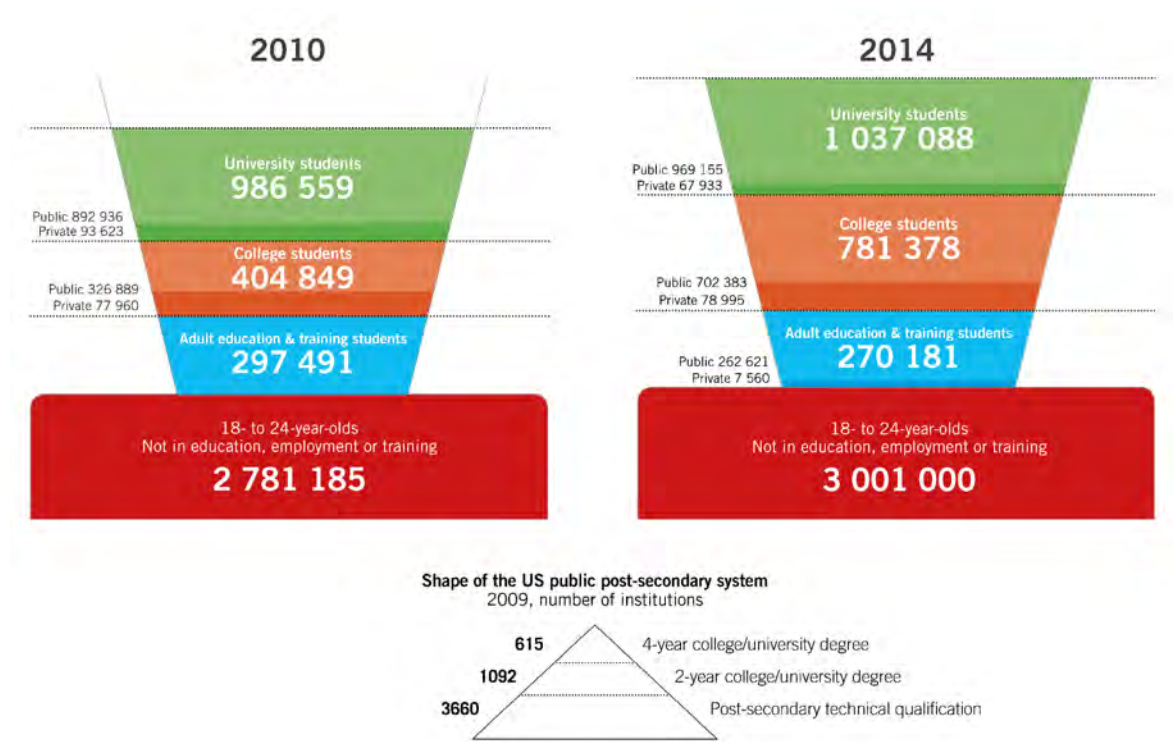 2010
University students
986 559
Public 892 936
Private 93 623
College students
404 849
Public 326 889
Private 77 960
Adult education & training students
297 491
18- to 24-year-olds
Not in education, employment or training
2 781 185
2014
University students
1 037 088
Public 969 155
Private 67 933
College students
781 378
Public 702 383
Private 78 995
Adult education & training students
270 181
Public 262 621
Private 7 560
18- to 24-year-olds
Not in education, employment or training
3 001 000
Shape of the US public post-secondary system
2009, number of institutions
615 4-year college/university degree
1092 2-year college/university degree
3660 Post-secondary technical qualification